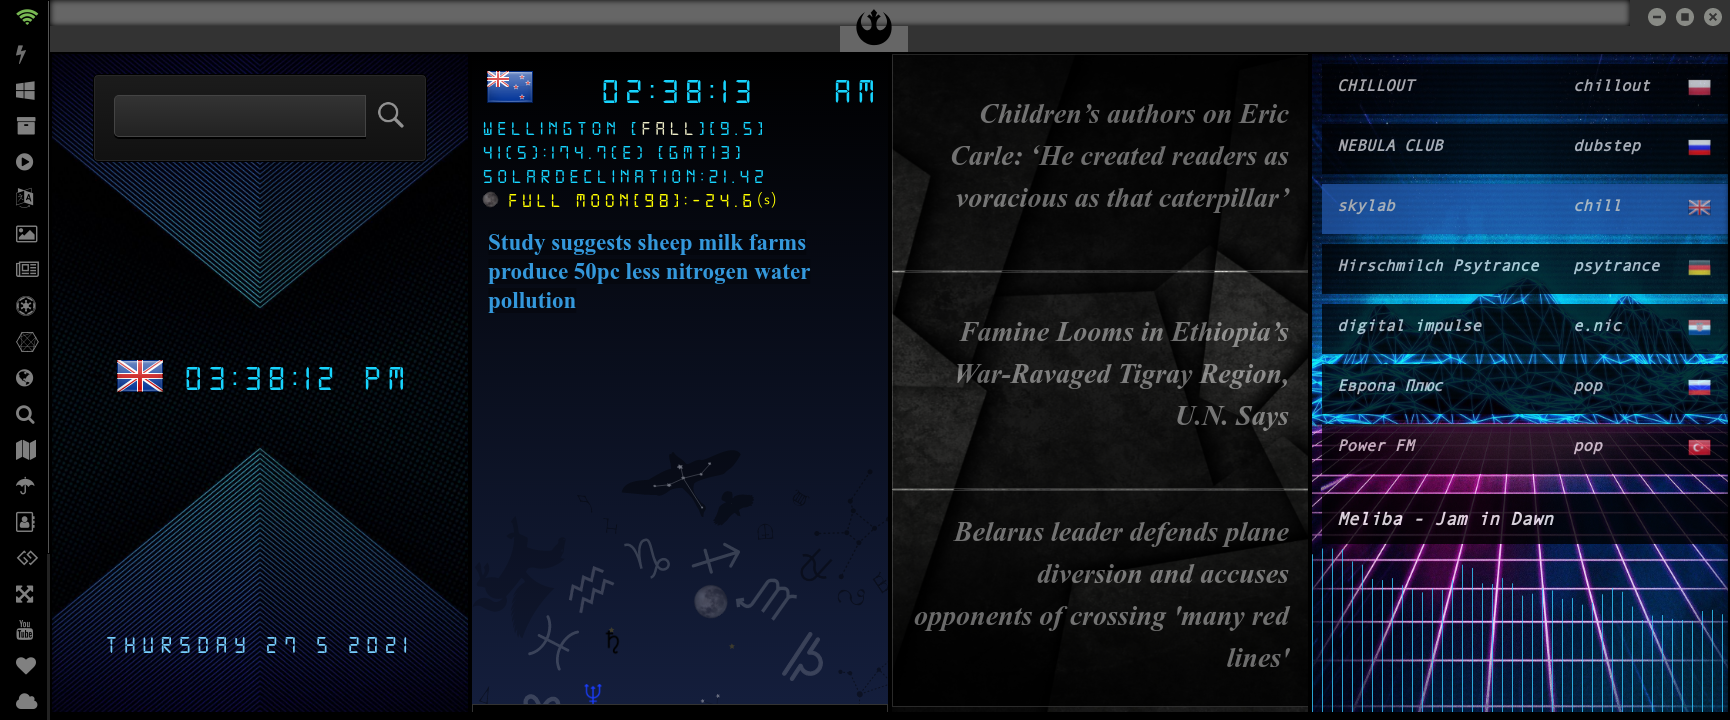 03:38:12 PM
THURSDAY 27 5 2021
02:38:13 AM
WELLINGTON [FALL][9.5]
41(S):174.7(E) [GMT13]
SOLARDECLINATION:21.42
FULL MOON[98]:-24.6(s)
Study suggests sheep milk farms
produce 50pc less nitrogen water
pollution
Children’s authors on Eric
Carle: ‘He created readers as
voracious as that caterpillar’
Famine Looms in Ethiopia’s
War-Ravaged Tigray Region,
U.N. Says
Belarus leader defends plane
diversion and accuses
opponents of crossing 'many red
lines'
CHILLOUT chillout
NEBULA CLUB dubstep
skylab chill
Hirschmilch Psytrance psytrance
digital impulse e.nic
Европа Плюс pop
Power FM pop
Meliba - Jam in Dawn
You
Tube